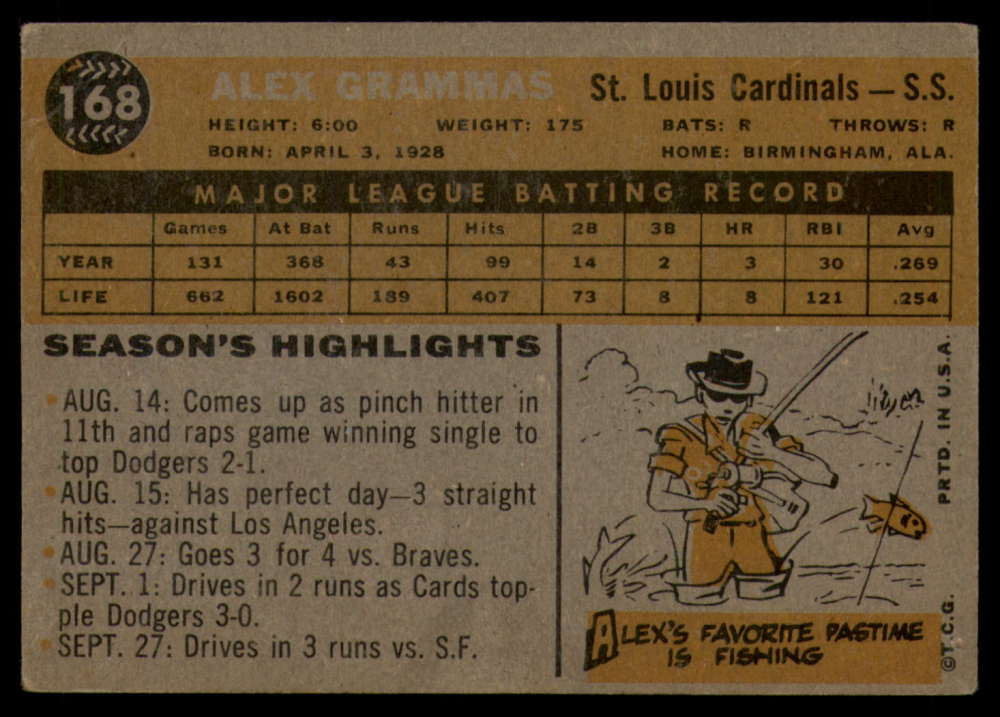 168
ALEX GRAMMAS
St. Louis Cardinals — S.S.
HEIGHT: 6:00 WEIGHT: 175 BATS: R THROWS: R
BORN: APRIL 3, 1928 HOME: BIRMINGHAM, ALA.
MAJOR LEAGUE BATTING RECORD
Games At Bat Runs Hits 2B 3B HR RBI Avg
YEAR 131 368 43 99 14 2 3 30 .269
LIFE 662 1602 189 407 73 8 8 121 .254
SEASON'S HIGHLIGHTS
AUG. 14: Comes up as pinch hitter in
11th and raps game winning single to
top Dodgers 2-1.
AUG. 15: Has perfect day—3 straight
hits—against Los Angeles.
AUG. 27: Goes 3 for 4 vs. Braves.
SEPT. 1: Drives in 2 runs as Cards top-
ple Dodgers 3-0.
SEPT. 27: Drives in 3 runs vs. S.F.
ALEX'S FAVORITE PASTIME
IS FISHING
©T.C.G. PRTD. IN U.S.A.